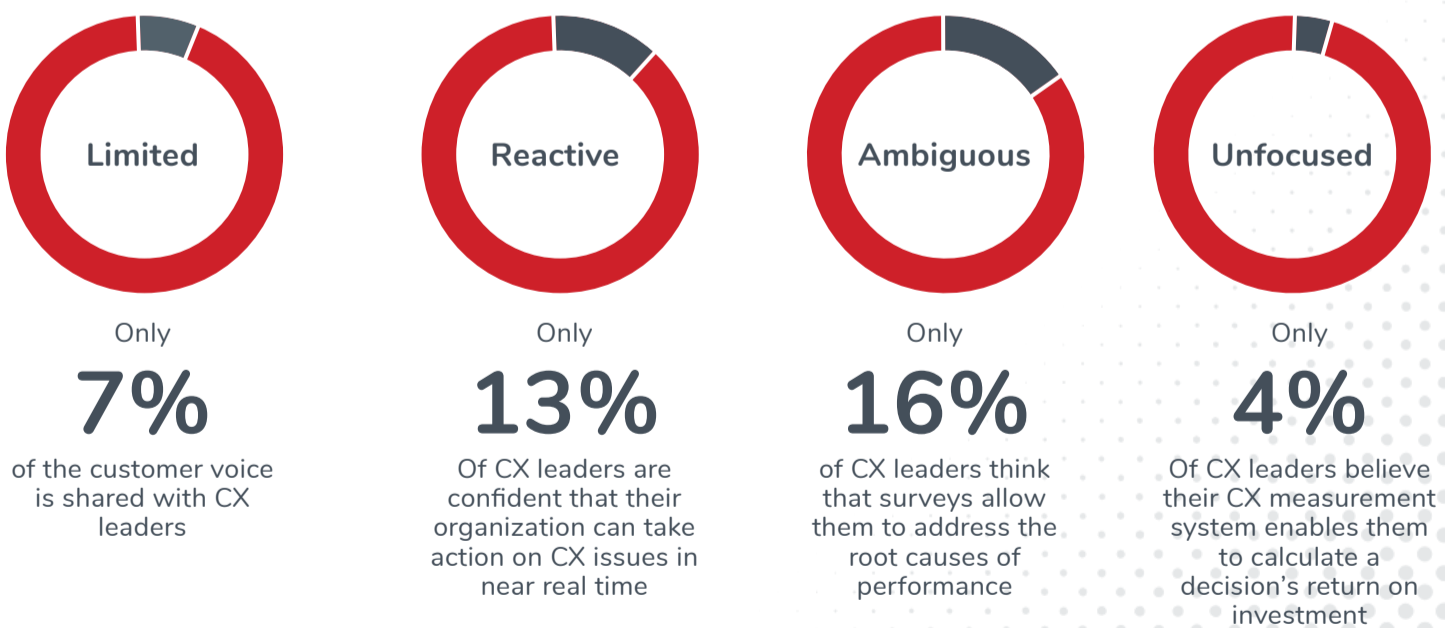 Limited
Only
7%
of the customer voice
is shared with CX
leaders
Reactive
Only
13%
Of CX leaders are
confident that their
organization can take
action on CX issues in
near real time
Ambiguous
Only
16%
of CX leaders think
that surveys allow
them to address the
root causes of
performance
Unfocused
Only
4%
Of CX leaders believe
their CX measurement
system enables them
to calculate a
decision’s return on
investment